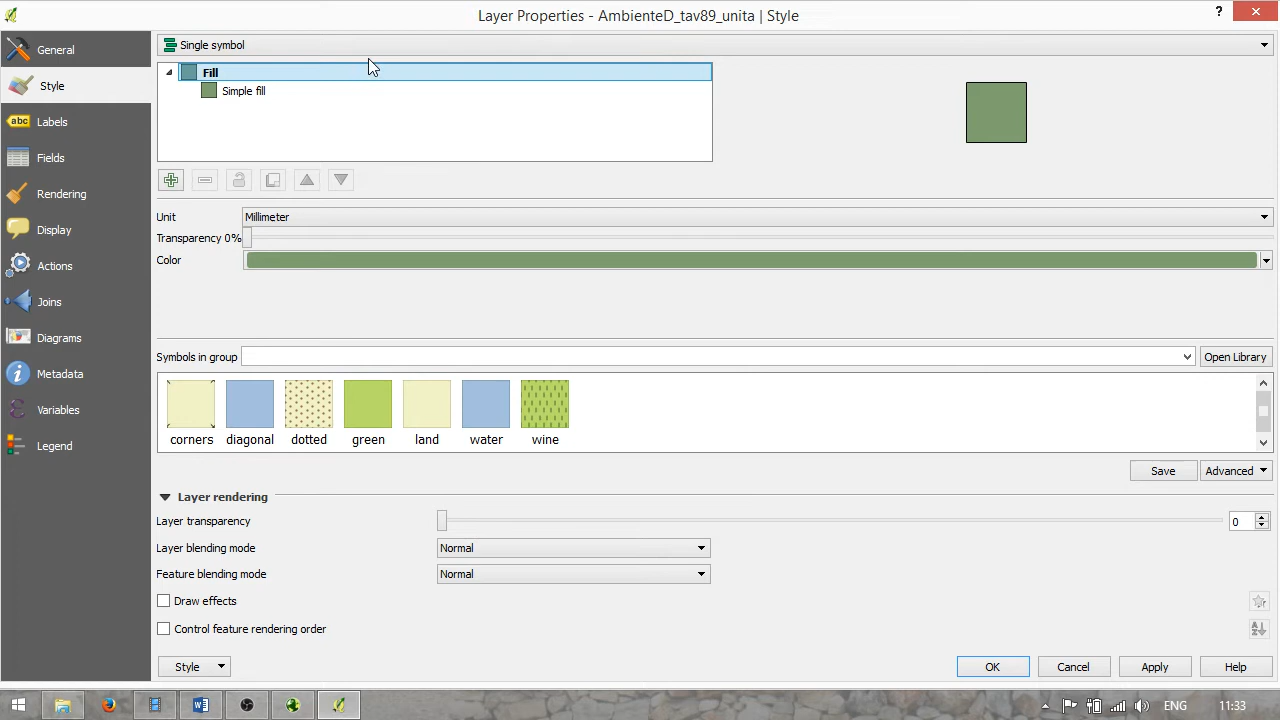 Layer Properties - AmbienteD_tav89_unita | Style
?
General
Style
abc Labels
Fields
Rendering
Display
Actions
Joins
Diagrams
Metadata
Variables
Legend
Single symbol
Fill
Simple fill
Unit Millimeter
Transparency 0%
Color
Symbols in group
Open Library
corners diagonal dotted green land water wine
Save Advanced
Layer rendering
Layer transparency 0
Layer blending mode Normal
Feature blending mode Normal
Draw effects
Control feature rendering order
Style OK Cancel Apply Help
ENG 11:33